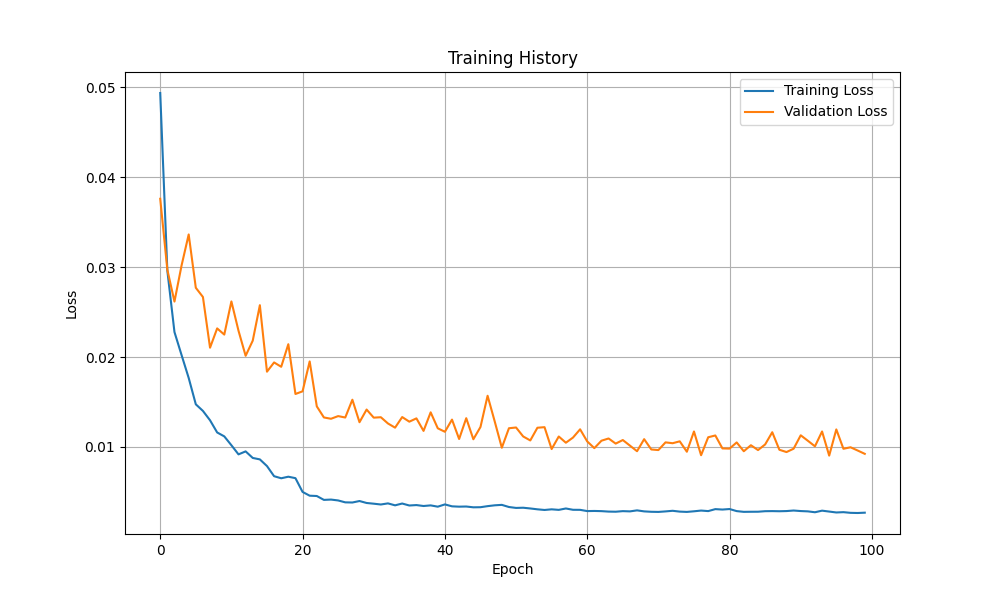 Training History
Training Loss
Validation Loss
0.05
0.04
0.03
0.02
0.01
Loss
0 20 40 60 80 100
Epoch